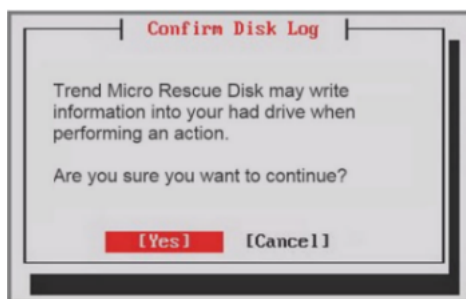 Confirm Disk Log
Trend Micro Rescue Disk may write
information into your had drive when
performing an action.
Are you sure you want to continue?
[Yes] [Cancel]